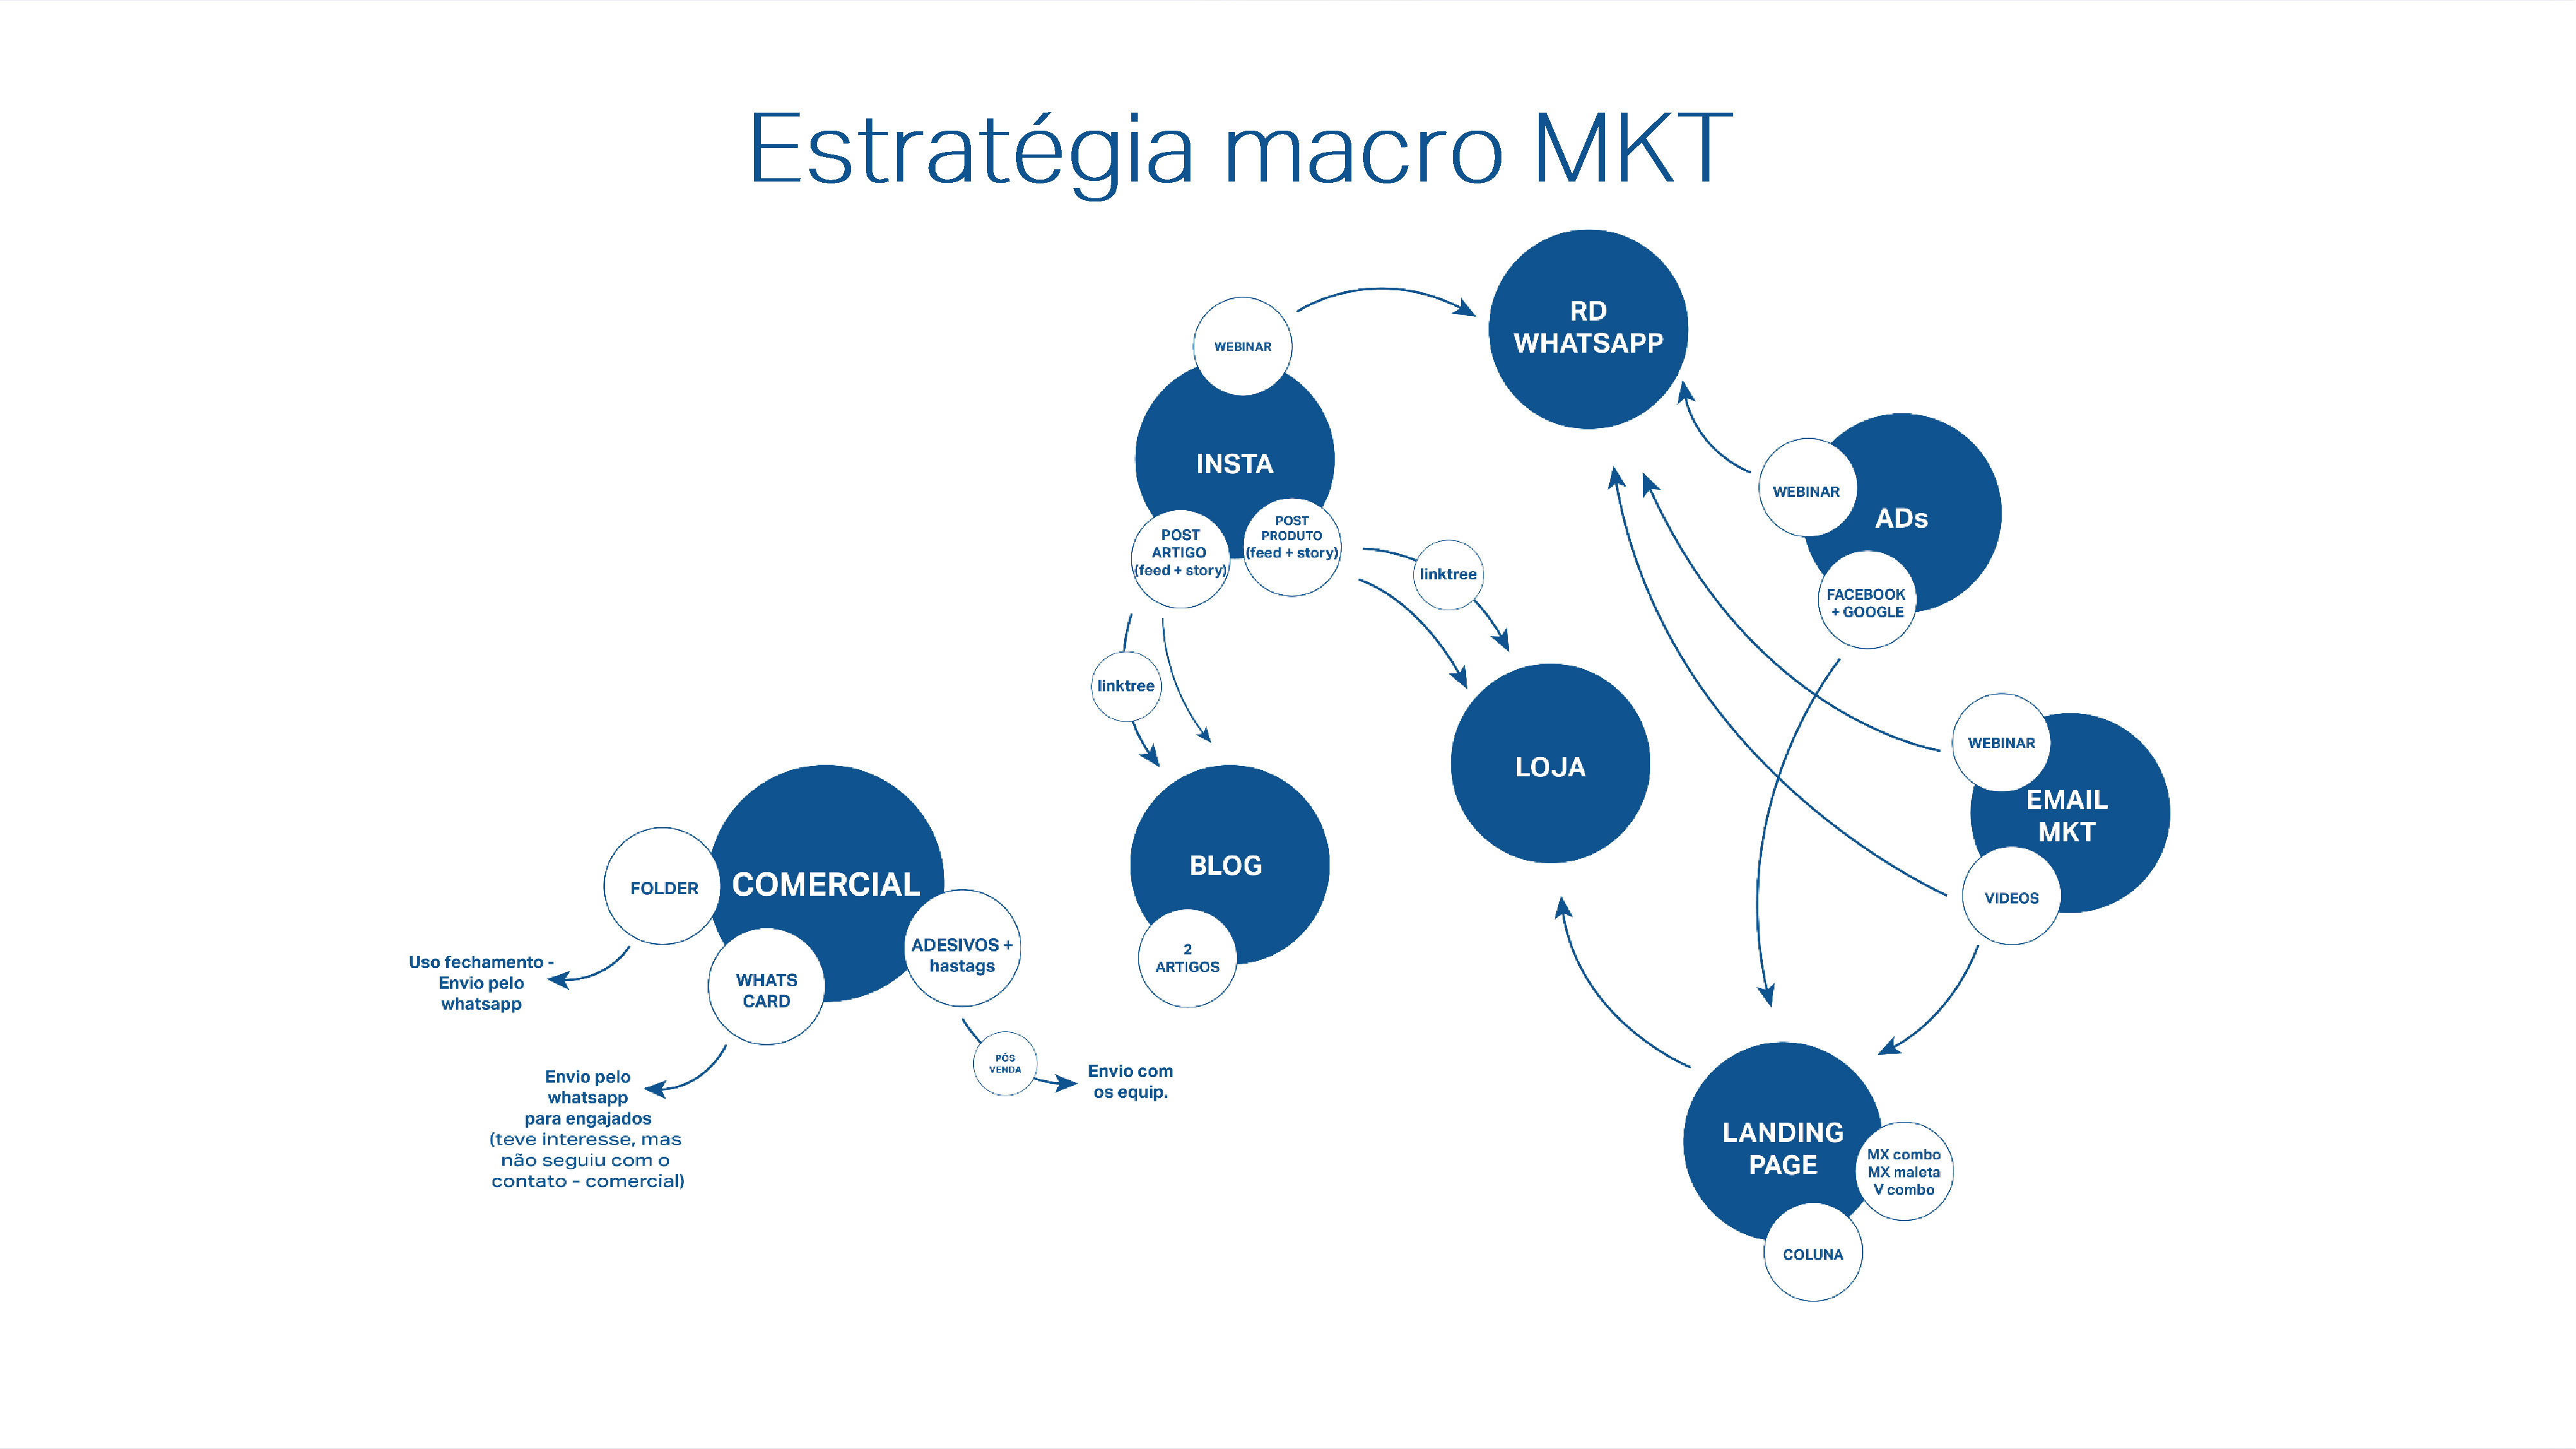 Estratégia macro MKT
RD
WHATSAPP
WEBINAR
INSTA
POST
ARTIGO
(feed + story)
POST
PRODUTO
(feed + story)
linktree
linktree
WEBINAR
ADs
FACEBOOK
+ GOOGLE
LOJA
WEBINAR
EMAIL
MKT
VIDEOS
BLOG
2
ARTIGOS
COMERCIAL
FOLDER
WHATS
CARD
ADESIVOS +
hastags
Uso fechamento -
Envio pelo
whatsapp
PÓS
VENDA
Envio com
os equip.
Envio pelo
whatsapp
para engajados
(teve interesse, mas
não seguiu com o
contato - comercial)
LANDING
PAGE
MX combo
MX maleta
V combo
COLUNA